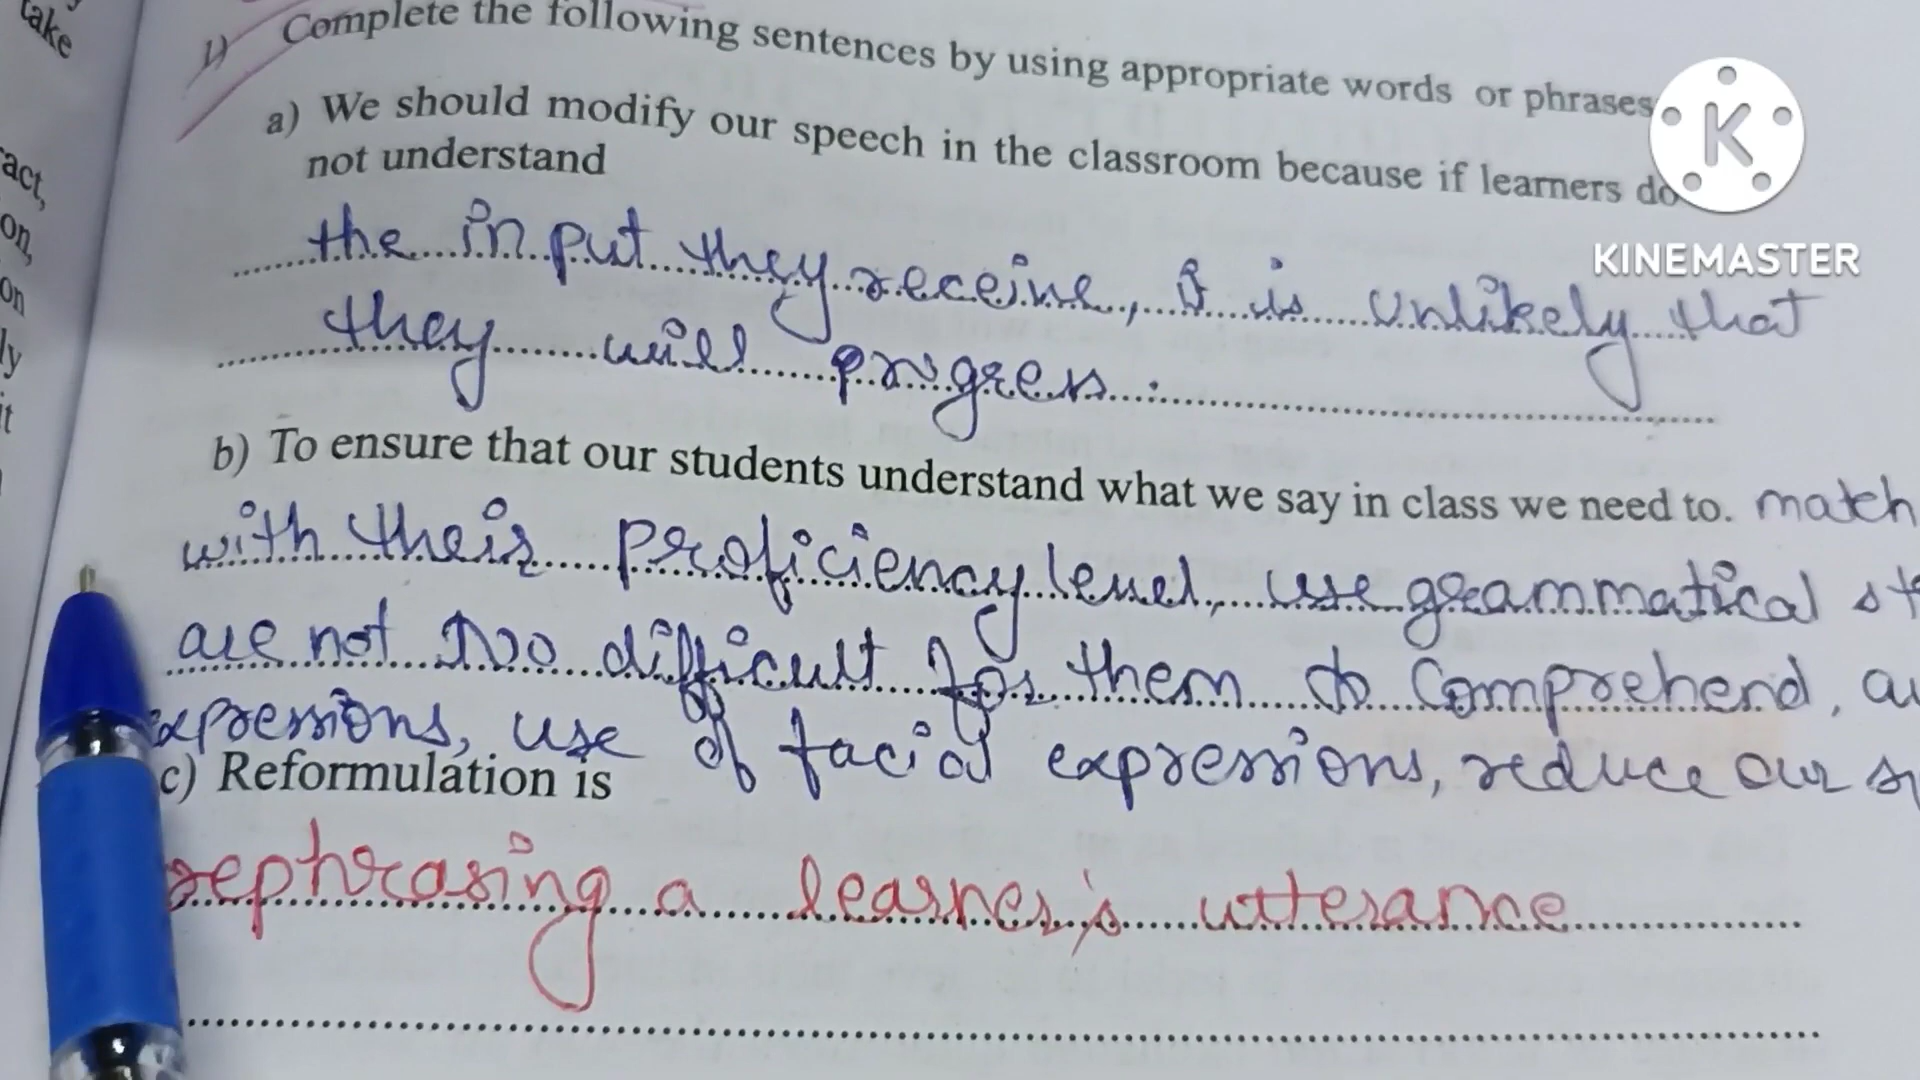 take
act,
on,
on
ly
it
1) Complete the following sentences by using appropriate words or phrases
a) We should modify our speech in the classroom because if learners do
not understand
the input they receive, it is unlikely that
they will progress.
b) To ensure that our students understand what we say in class we need to. match
with their proficiency level, use grammatical
are not too difficult for them to comprehend,
expressions, use of facial expressions, reduce our
c) Reformulation is
rephrasing a learner's utterance
K
KINEMASTER